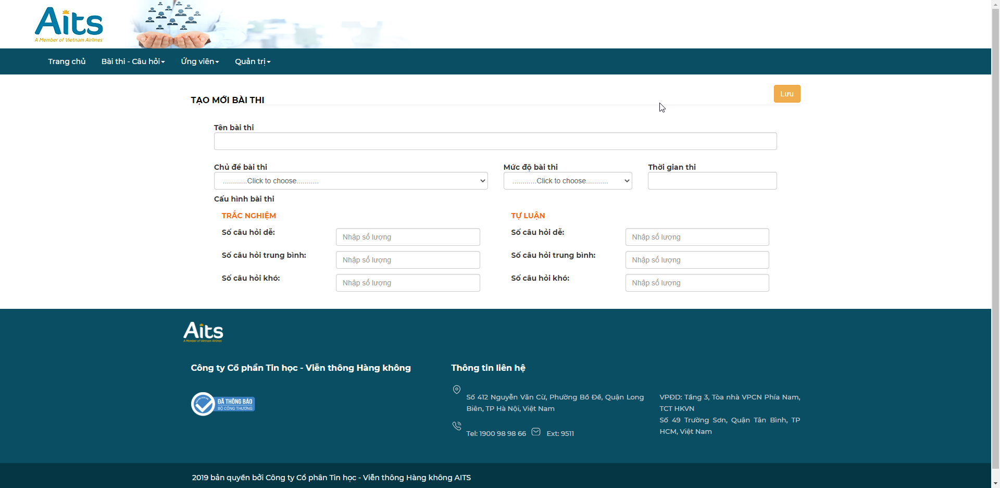 Aits
A Member of Vietnam Airlines
Trang chủ Bài thi - Câu hỏi Ứng viên Quản trị
Lưu
TẠO MỚI BÀI THI
Tên bài thi
Chủ đề bài thi Mức độ bài thi Thời gian thi
............Click to choose........... ............Click to choose...........
Cấu hình bài thi
TRẮC NGHIỆM TỰ LUẬN
Số câu hỏi dễ: Nhập số lượng Số câu hỏi dễ: Nhập số lượng
Số câu hỏi trung bình: Nhập số lượng Số câu hỏi trung bình: Nhập số lượng
Số câu hỏi khó: Nhập số lượng Số câu hỏi khó: Nhập số lượng
Aits
A Member of Vietnam Airlines
Công ty Cổ phần Tin học - Viễn thông Hàng không
ĐÃ THÔNG BÁO
BỘ CÔNG THƯƠNG
Thông tin liên hệ
Số 412 Nguyễn Văn Cừ, Phường Bồ Đề, Quận Long
Biên, TP Hà Nội, Việt Nam
Tel: 1900 98 98 66 Ext: 9511
VPĐD: Tầng 3, Tòa nhà VPCN Phía Nam,
TCT HKVN
Số 49 Trường Sơn, Quận Tân Bình, TP
HCM, Việt Nam
2019 bản quyền bởi Công ty Cổ phần Tin học - Viễn thông Hàng không AITS